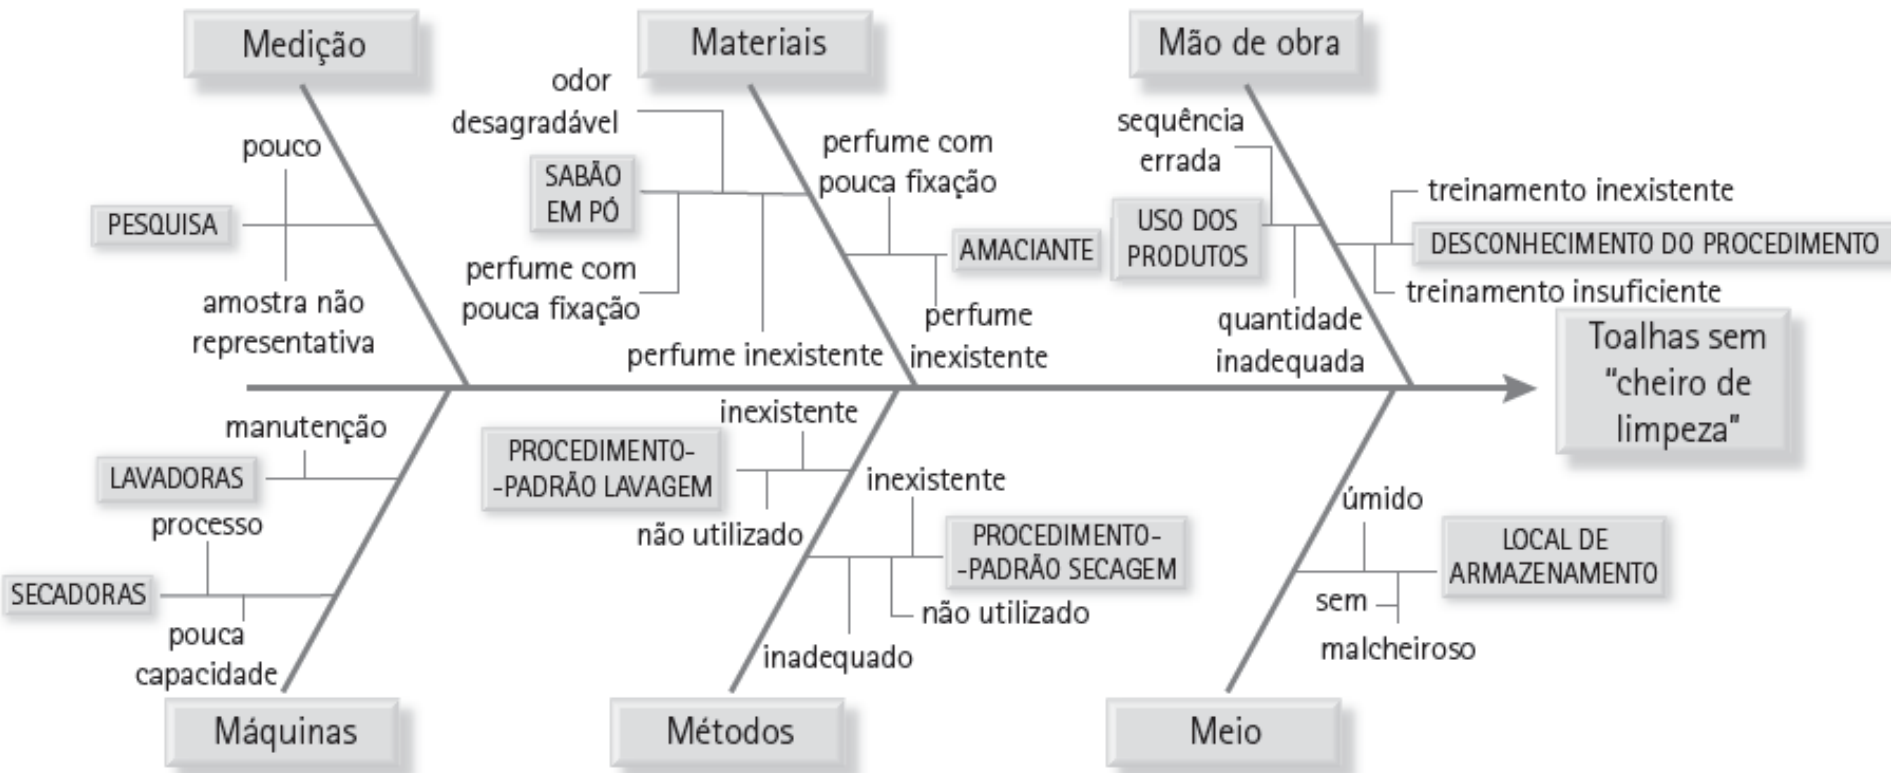 Medição
Materiais
Mão de obra
pouco
PESQUISA
amostra não
representativa
odor
desagradável
SABÃO
EM PÓ
perfume com
pouca fixação
perfume inexistente
perfume com
pouca fixação
AMACIANTE
perfume
inexistente
sequência
errada
USO DOS
PRODUTOS
quantidade
inadequada
treinamento inexistente
DESCONHECIMENTO DO PROCEDIMENTO
treinamento insuficiente
Toalhas sem
"cheiro de
limpeza"
manutenção
LAVADORAS
processo
SECADORAS
pouca
capacidade
inexistente
PROCEDIMENTO-
-PADRÃO LAVAGEM
não utilizado
inexistente
PROCEDIMENTO-
-PADRÃO SECAGEM
não utilizado
inadequado
úmido
LOCAL DE
ARMAZENAMENTO
sem
malcheiroso
Máquinas
Métodos
Meio